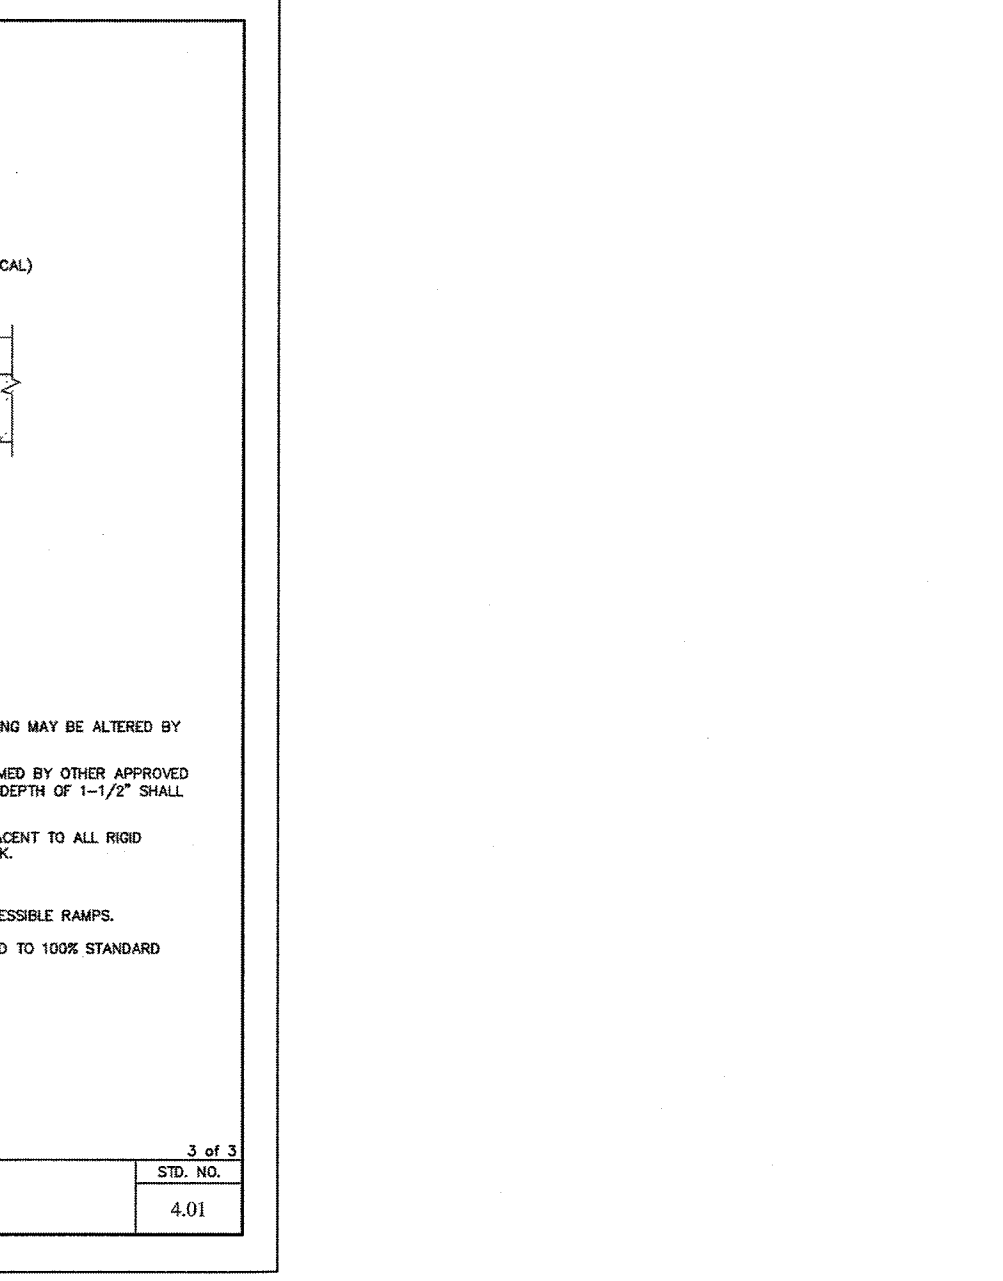 CAL)
NG MAY BE ALTERED BY
MED BY OTHER APPROVED
DEPTH OF 1-1/2" SHALL
ACENT TO ALL RIGID
K.
ESSIBLE RAMPS.
D TO 100% STANDARD
3 of 3
STD. NO.
4.01